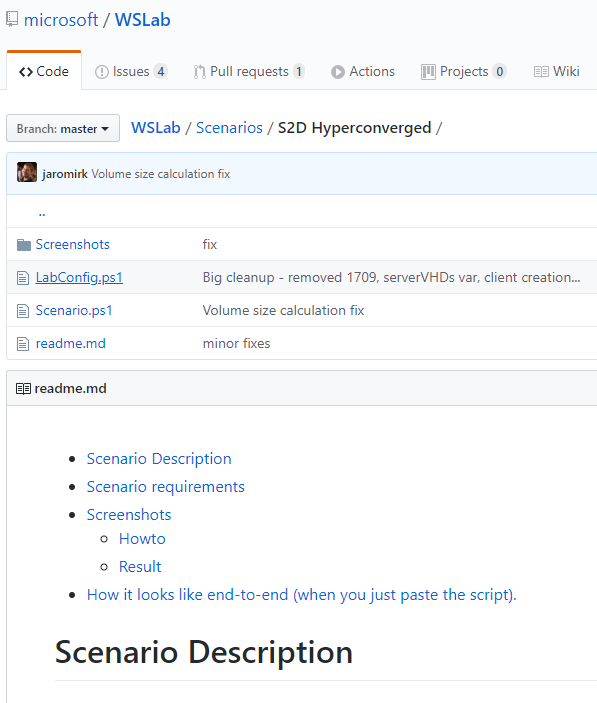 microsoft / WSLab
Code Issues 4 Pull requests 1 Actions Projects 0 Wiki
Branch: master WSLab / Scenarios / S2D Hyperconverged /
jaromirk Volume size calculation fix
..
Screenshots fix
LabConfig.ps1 Big cleanup - removed 1709, serverVHDs var, client creation...
Scenario.ps1 Volume size calculation fix
readme.md minor fixes
readme.md
Scenario Description
Scenario requirements
Screenshots
Howto
Result
How it looks like end-to-end (when you just paste the script).
Scenario Description